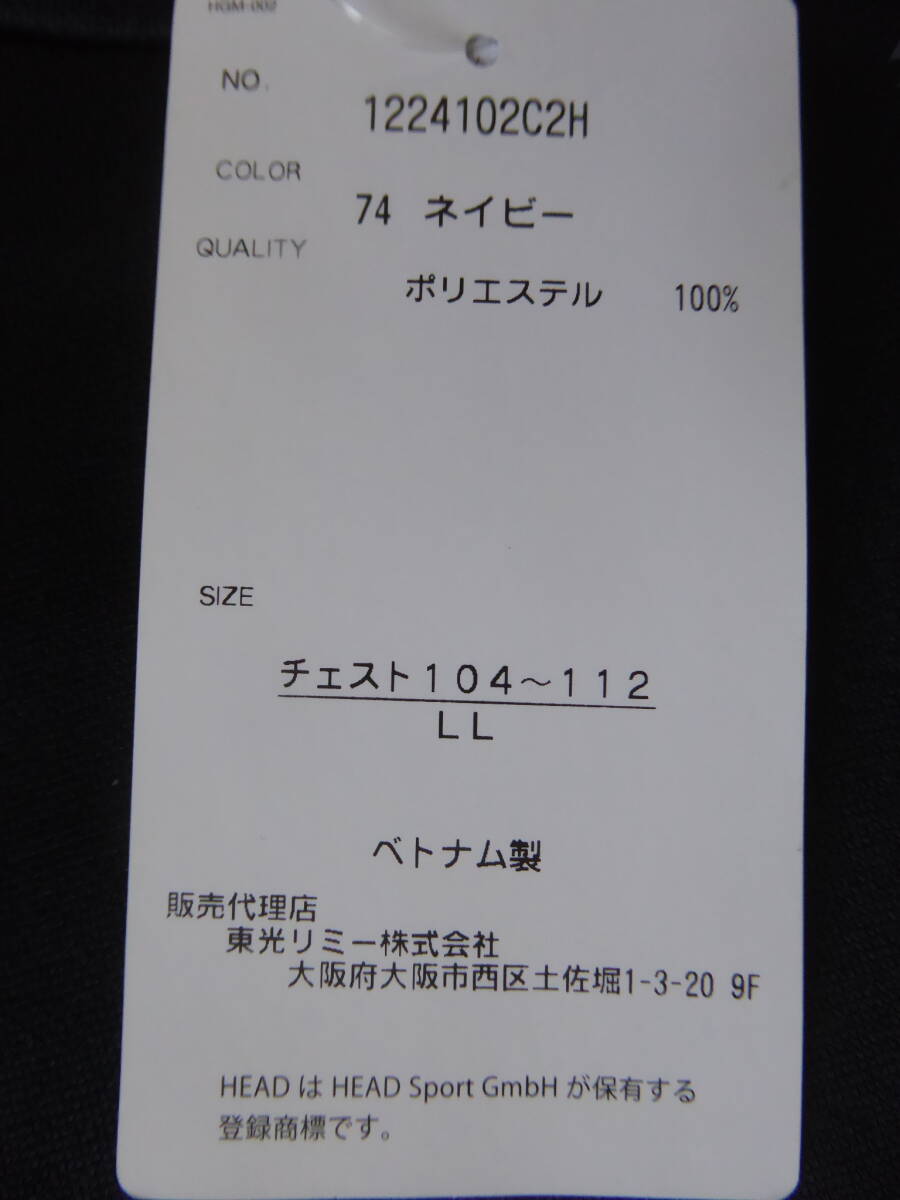 HGM-002
NO.
1224102C2H
COLOR
74 ネイビー
QUALITY
ポリエステル 100%
SIZE
チェスト104～112
LL
ベトナム製
販売代理店
東光リミー株式会社
大阪府大阪市西区土佐堀1-3-20 9F
HEAD は HEAD Sport GmbH が保有する
登録商標です。